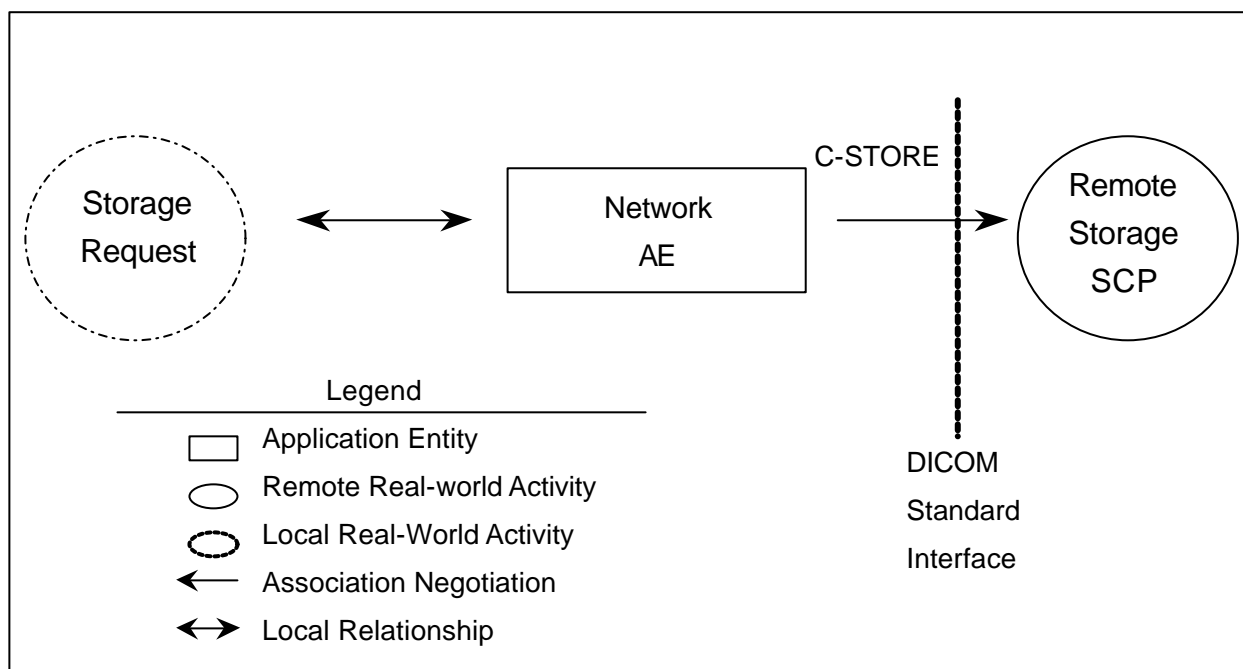 Storage
Request
Network
AE
C-STORE
Remote
Storage
SCP
DICOM
Standard
Interface
Legend
Application Entity
Remote Real-world Activity
Local Real-World Activity
Association Negotiation
Local Relationship